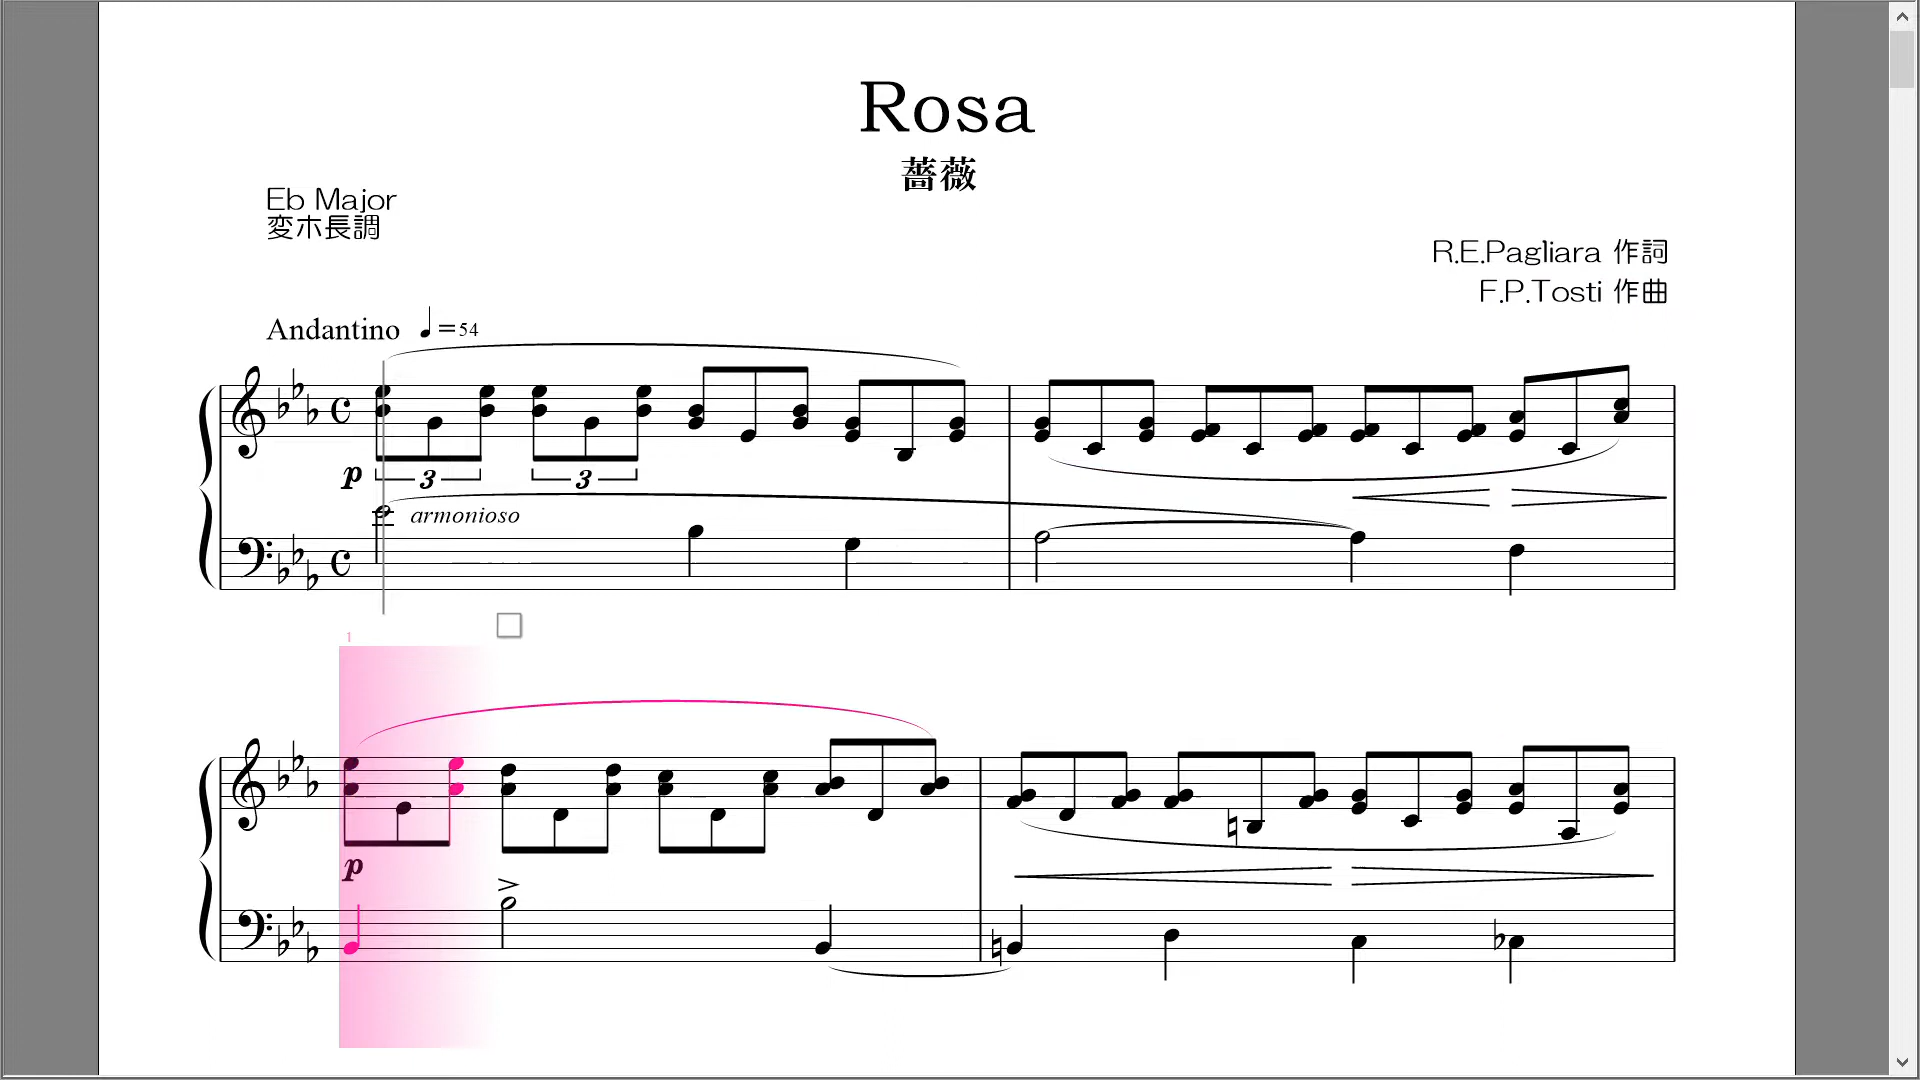 Rosa
薔薇
Eb Major
変ホ長調
R.E.Pagliara 作詞
F.P.Tosti 作曲
Andantino ♩=54
p 3 3
armonioso
1
p